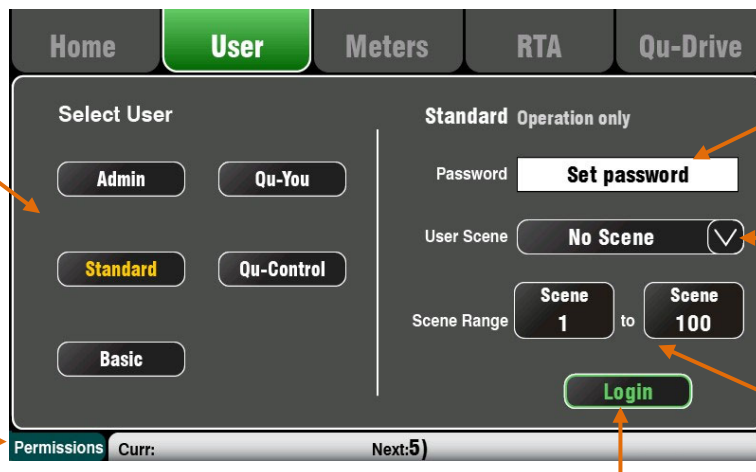 Home User Meters RTA Qu-Drive
Select User
Admin Qu-You
Standard Qu-Control
Basic
Standard Operation only
Password Set password
User Scene No Scene
Scene Range Scene 1 to Scene 100
Login
Permissions Curr: Next:5)